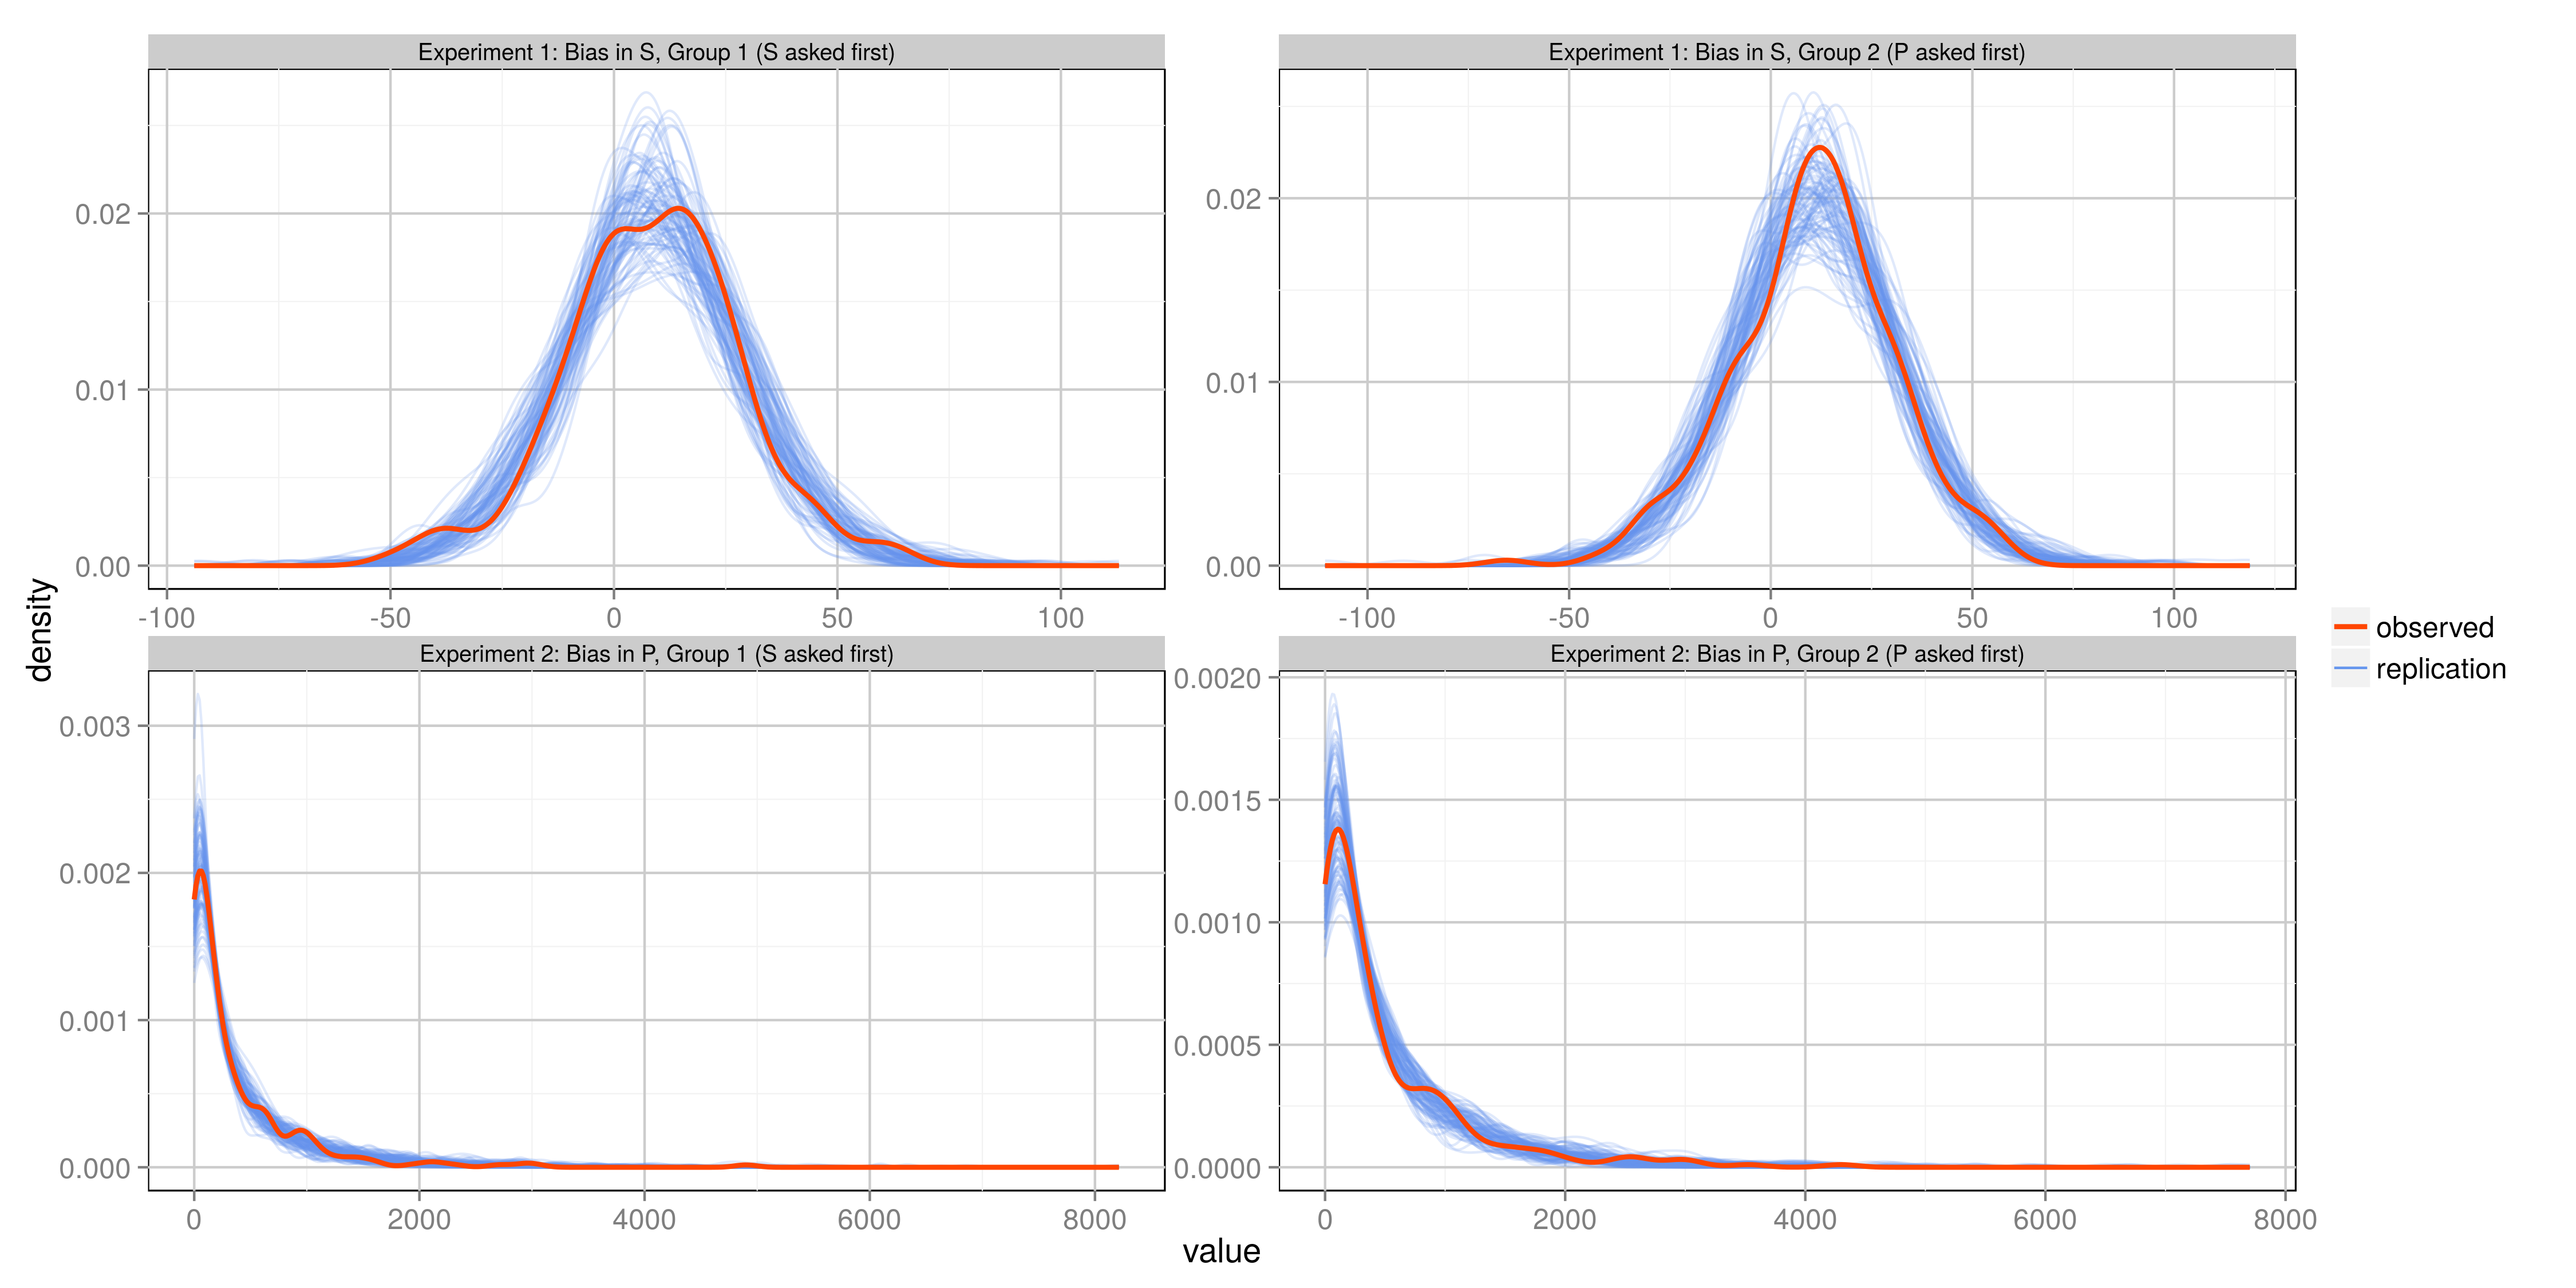 Experiment 1: Bias in S, Group 1 (S asked first)
Experiment 1: Bias in S, Group 2 (P asked first)
0.02
0.01
0.00
-100 -50 0 50 100
0.02
0.01
0.00
-100 -50 0 50 100
density
Experiment 2: Bias in P, Group 1 (S asked first)
Experiment 2: Bias in P, Group 2 (P asked first)
0.003
0.002
0.001
0.000
0 2000 4000 6000 8000
0.0020
0.0015
0.0010
0.0005
0.0000
0 2000 4000 6000 8000
value
observed
replication